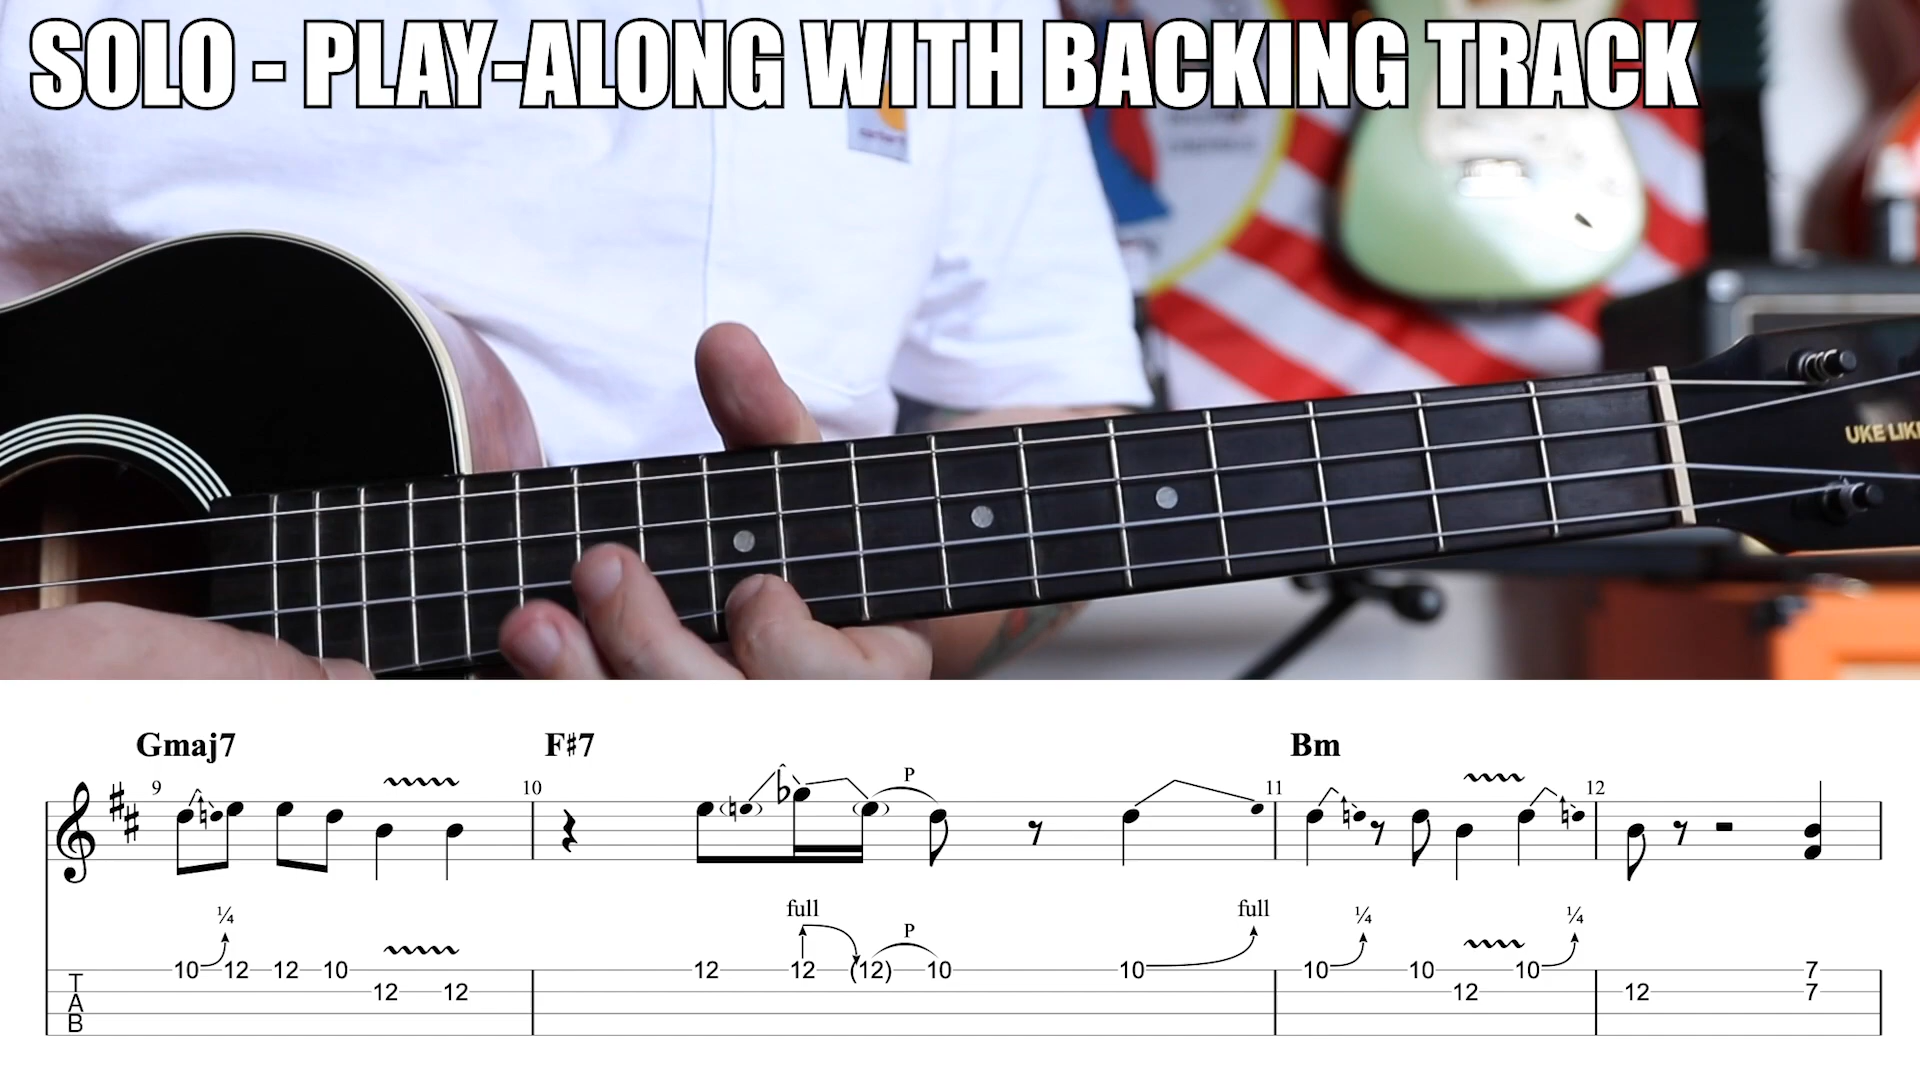 SOLO - PLAY-ALONG WITH BACKING TRACK
UKE LIK
Gmaj7 F#7 Bm
9 10 11 12
P
¼ full P full ¼ ¼
10 12 12 10 12 12 (12) 10 10 10 10 10 7
12 12 12 12 7
T
A
B